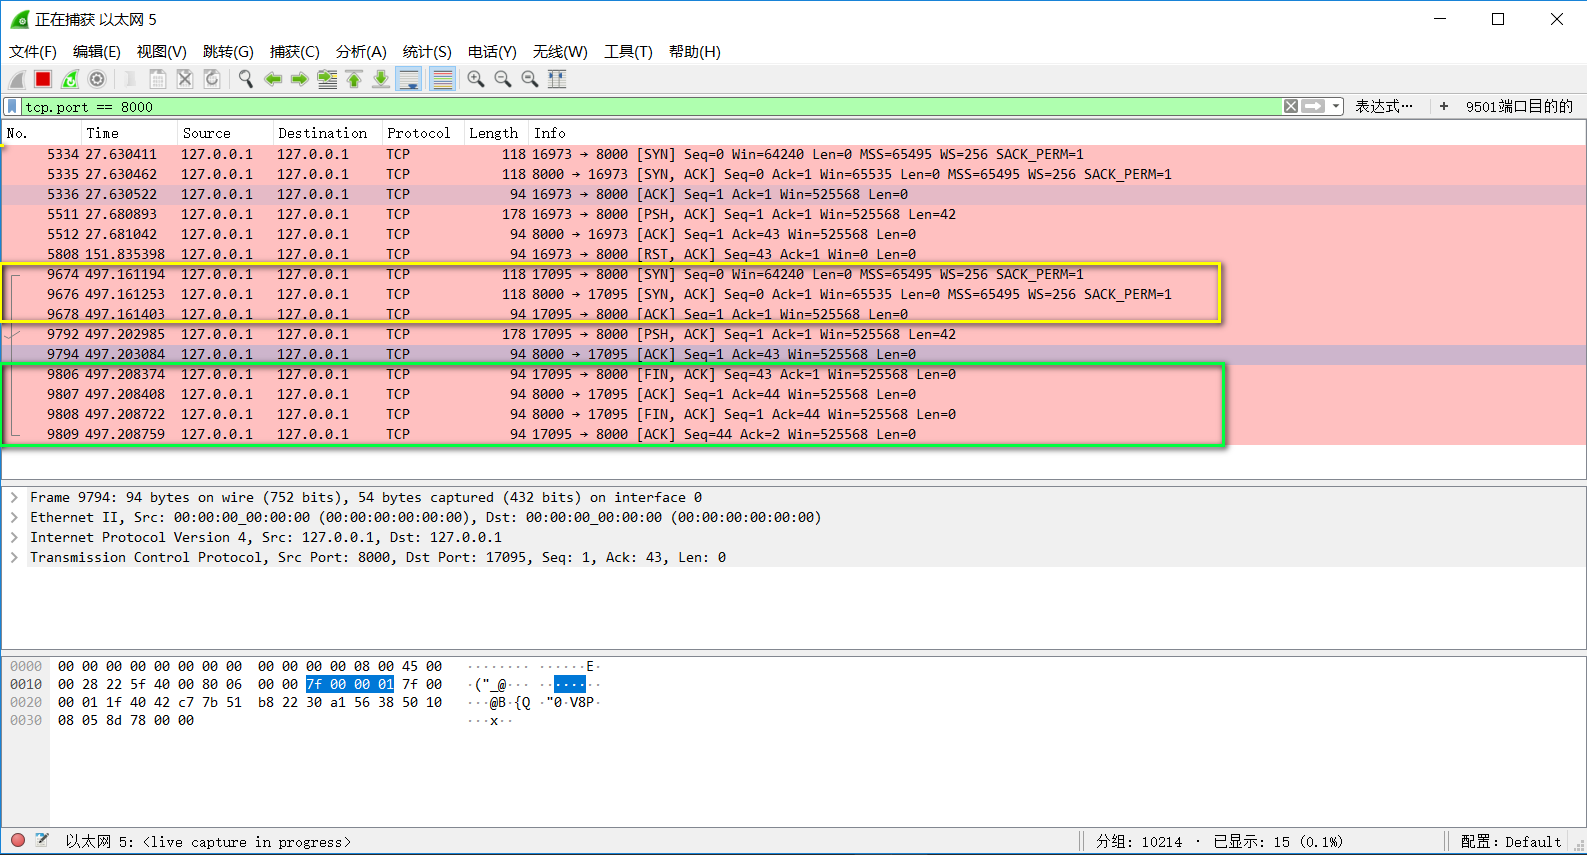 正在捕获 以太网 5
文件(F) 编辑(E) 视图(V) 跳转(G) 捕获(C) 分析(A) 统计(S) 电话(Y) 无线(W) 工具(T) 帮助(H)
tcp.port == 8000 表达式… + 9501端口目的的
No. Time Source Destination Protocol Length Info
5334 27.630411 127.0.0.1 127.0.0.1 TCP 118 16973 → 8000 [SYN] Seq=0 Win=64240 Len=0 MSS=65495 WS=256 SACK_PERM=1
5335 27.630462 127.0.0.1 127.0.0.1 TCP 118 8000 → 16973 [SYN, ACK] Seq=0 Ack=1 Win=65535 Len=0 MSS=65495 WS=256 SACK_PERM=1
5336 27.630522 127.0.0.1 127.0.0.1 TCP 94 16973 → 8000 [ACK] Seq=1 Ack=1 Win=525568 Len=0
5511 27.680893 127.0.0.1 127.0.0.1 TCP 178 16973 → 8000 [PSH, ACK] Seq=1 Ack=1 Win=525568 Len=42
5512 27.681042 127.0.0.1 127.0.0.1 TCP 94 8000 → 16973 [ACK] Seq=1 Ack=43 Win=525568 Len=0
5808 151.835398 127.0.0.1 127.0.0.1 TCP 94 16973 → 8000 [RST, ACK] Seq=43 Ack=1 Win=0 Len=0
9674 497.161194 127.0.0.1 127.0.0.1 TCP 118 17095 → 8000 [SYN] Seq=0 Win=64240 Len=0 MSS=65495 WS=256 SACK_PERM=1
9676 497.161253 127.0.0.1 127.0.0.1 TCP 118 8000 → 17095 [SYN, ACK] Seq=0 Ack=1 Win=65535 Len=0 MSS=65495 WS=256 SACK_PERM=1
9678 497.161403 127.0.0.1 127.0.0.1 TCP 94 17095 → 8000 [ACK] Seq=1 Ack=1 Win=525568 Len=0
9792 497.202985 127.0.0.1 127.0.0.1 TCP 178 17095 → 8000 [PSH, ACK] Seq=1 Ack=1 Win=525568 Len=42
9794 497.203084 127.0.0.1 127.0.0.1 TCP 94 8000 → 17095 [ACK] Seq=1 Ack=43 Win=525568 Len=0
9806 497.208374 127.0.0.1 127.0.0.1 TCP 94 17095 → 8000 [FIN, ACK] Seq=43 Ack=1 Win=525568 Len=0
9807 497.208408 127.0.0.1 127.0.0.1 TCP 94 8000 → 17095 [ACK] Seq=1 Ack=44 Win=525568 Len=0
9808 497.208722 127.0.0.1 127.0.0.1 TCP 94 8000 → 17095 [FIN, ACK] Seq=1 Ack=44 Win=525568 Len=0
9809 497.208759 127.0.0.1 127.0.0.1 TCP 94 17095 → 8000 [ACK] Seq=44 Ack=2 Win=525568 Len=0
Frame 9794: 94 bytes on wire (752 bits), 54 bytes captured (432 bits) on interface 0
Ethernet II, Src: 00:00:00_00:00:00 (00:00:00:00:00:00), Dst: 00:00:00_00:00:00 (00:00:00:00:00:00)
Internet Protocol Version 4, Src: 127.0.0.1, Dst: 127.0.0.1
Transmission Control Protocol, Src Port: 8000, Dst Port: 17095, Seq: 1, Ack: 43, Len: 0
0000 00 00 00 00 00 00 00 00 00 00 00 00 08 00 45 00 ········ ······E·
0010 00 28 22 5f 40 00 80 06 00 00 7f 00 00 01 7f 00 ·("_@··· ········
0020 00 01 1f 40 42 c7 7b 51 b8 22 30 a1 56 38 50 10 ···@B·{Q ·"0·V8P·
0030 08 05 8d 78 00 00 ···x··
以太网 5: <live capture in progress> 分组: 10214 · 已显示: 15 (0.1%) 配置: Default